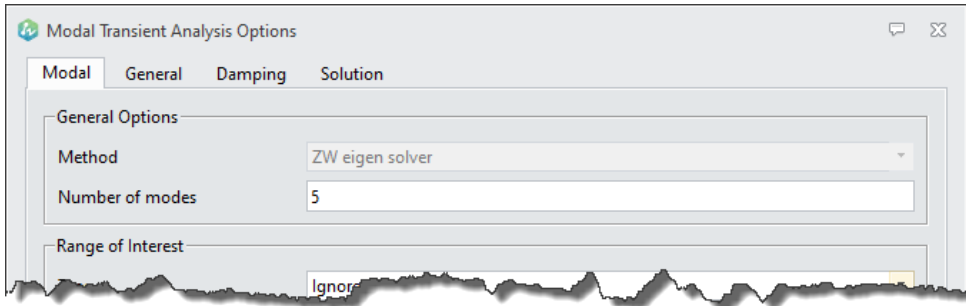 Modal Transient Analysis Options
Modal General Damping Solution
General Options
Method ZW eigen solver
Number of modes 5
Range of Interest